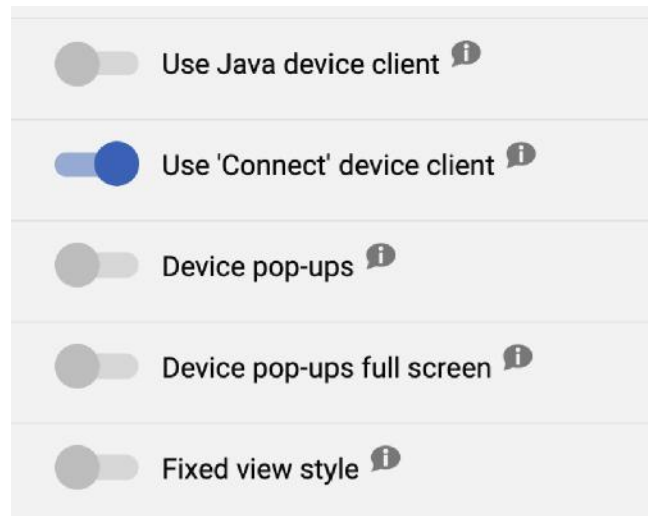 Use Java device client
Use 'Connect' device client
Device pop-ups
Device pop-ups full screen
Fixed view style